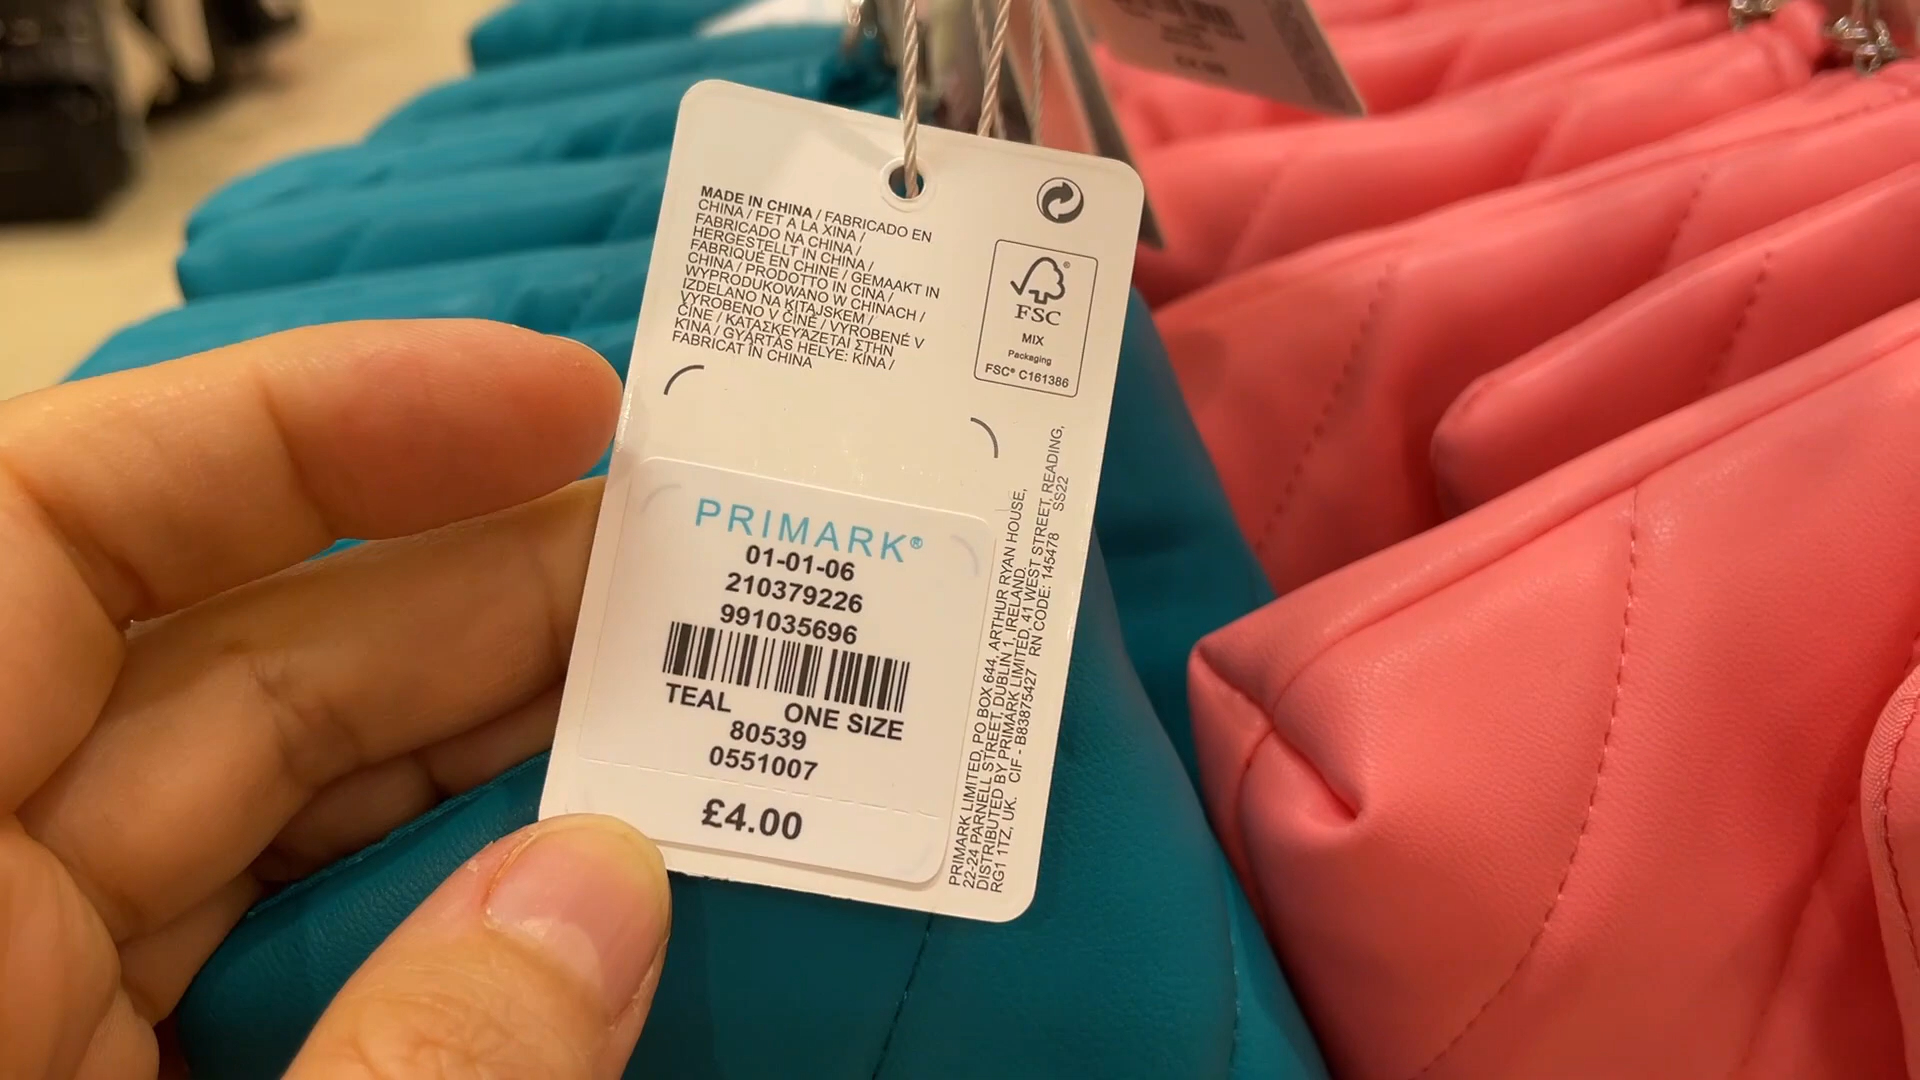 MADE IN CHINA / FABRICADO EN
CHINA / FET A LA XINA /
FABRICADO NA CHINA /
HERGESTELLT IN CHINA /
FABRIQUÉ EN CHINE / GEMAAKT IN
CHINA / PRODOTTO IN CINA /
WYPRODUKOWANO W CHINACH /
IZDELANO NA KITAJSKEM /
VYROBENO V ČÍNĚ / VYROBENÉ V
ČÍNE / ΚΑΤΑΣΚΕΥΆΖΕΤΑΙ ΣΤΗΝ
ΚΊΝΑ / GYÁRTÁS HELYE: KÍNA /
FABRICAT ÎN CHINA
FSC®
MIX
Packaging
FSC® C161386
PRIMARK®
01-01-06
210379226
991035696
TEAL ONE SIZE
80539
0551007
£4.00
PRIMARK LIMITED, PO BOX 644, ARTHUR RYAN HOUSE,
22-24 PARNELL STREET, DUBLIN 1, IRELAND.
DISTRIBUTED BY PRIMARK LIMITED, 41 WEST STREET, READING,
RG1 1TZ, UK. CIF - B83875427 RN CODE: 145478 SS22